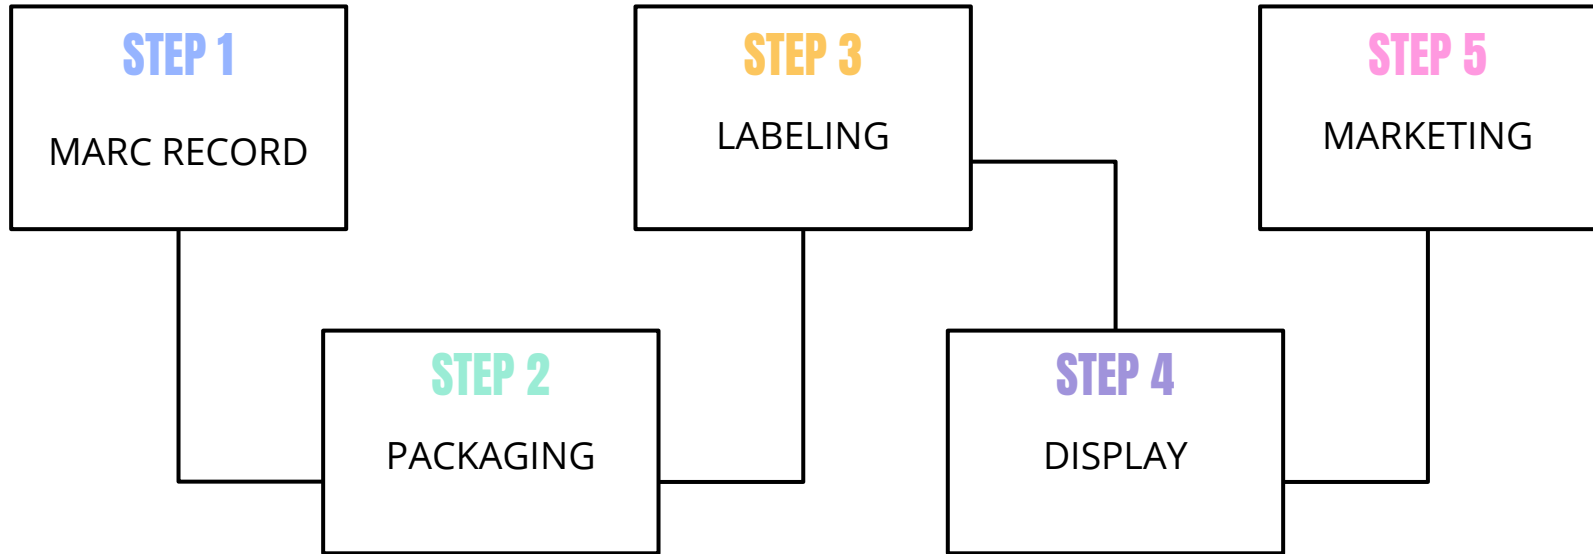 STEP 1
MARC RECORD
STEP 2
PACKAGING
STEP 3
LABELING
STEP 4
DISPLAY
STEP 5
MARKETING